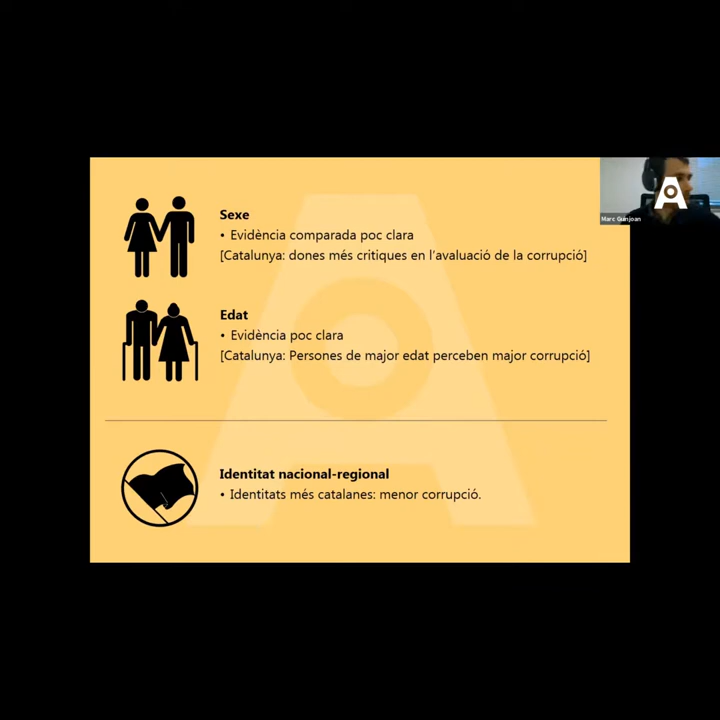 Sexe
• Evidència comparada poc clara
[Catalunya: dones més critiques en l'avaluació de la corrupció]
Edat
• Evidència poc clara
[Catalunya: Persones de major edat perceben major corrupció]
Identitat nacional-regional
• Identitats més catalanes: menor corrupció.
Marc Guinjoan